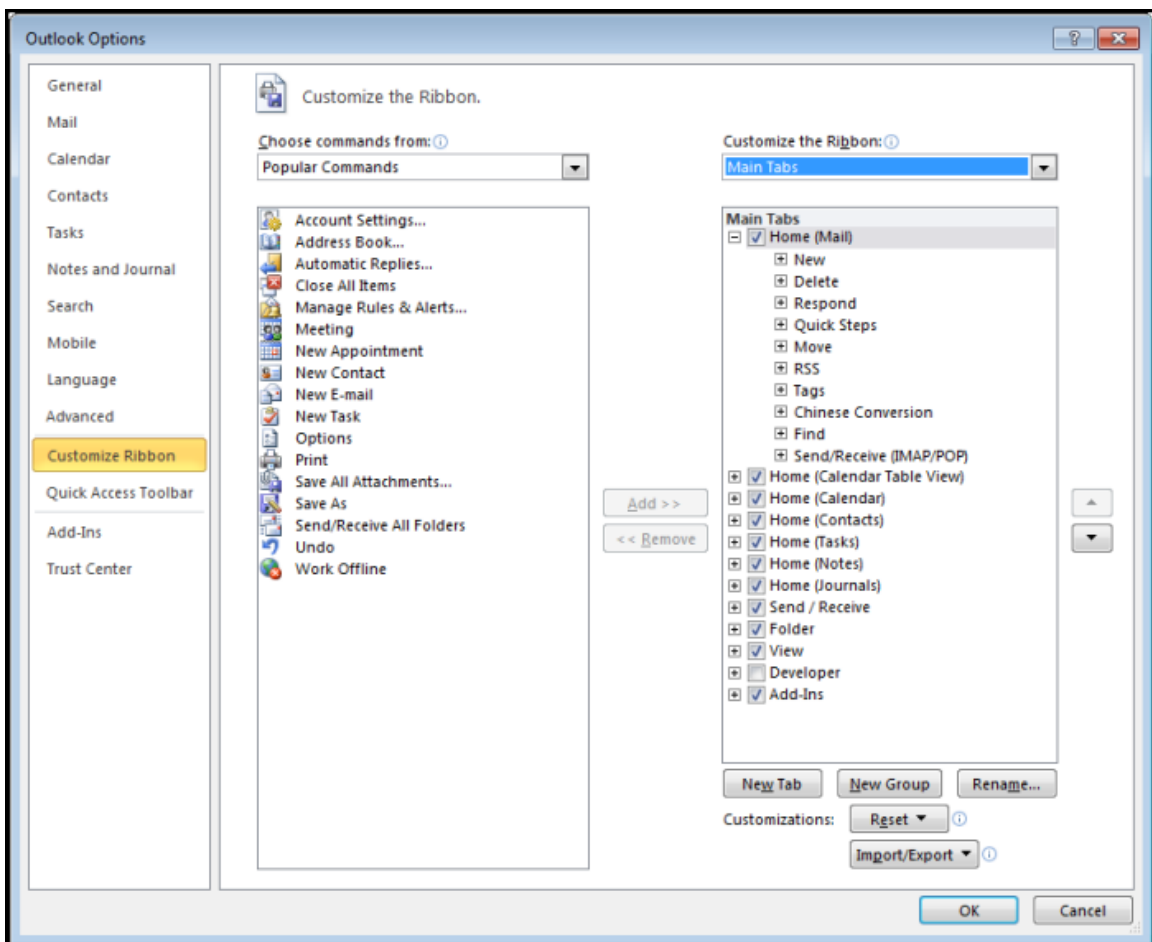 Outlook Options
General
Mail
Calendar
Contacts
Tasks
Notes and Journal
Search
Mobile
Language
Advanced
Customize Ribbon
Quick Access Toolbar
Add-Ins
Trust Center
Customize the Ribbon.
Choose commands from:
Popular Commands
Account Settings...
Address Book...
Automatic Replies...
Close All Items
Manage Rules & Alerts...
Meeting
New Appointment
New Contact
New E-mail
New Task
Options
Print
Save All Attachments...
Save As
Send/Receive All Folders
Undo
Work Offline
Add >>
<< Remove
Customize the Ribbon:
Main Tabs
Main Tabs
Home (Mail)
New
Delete
Respond
Quick Steps
Move
RSS
Tags
Chinese Conversion
Find
Send/Receive (IMAP/POP)
Home (Calendar Table View)
Home (Calendar)
Home (Contacts)
Home (Tasks)
Home (Notes)
Home (Journals)
Send / Receive
Folder
View
Developer
Add-Ins
New Tab
New Group
Rename...
Customizations:
Reset
Import/Export
OK
Cancel